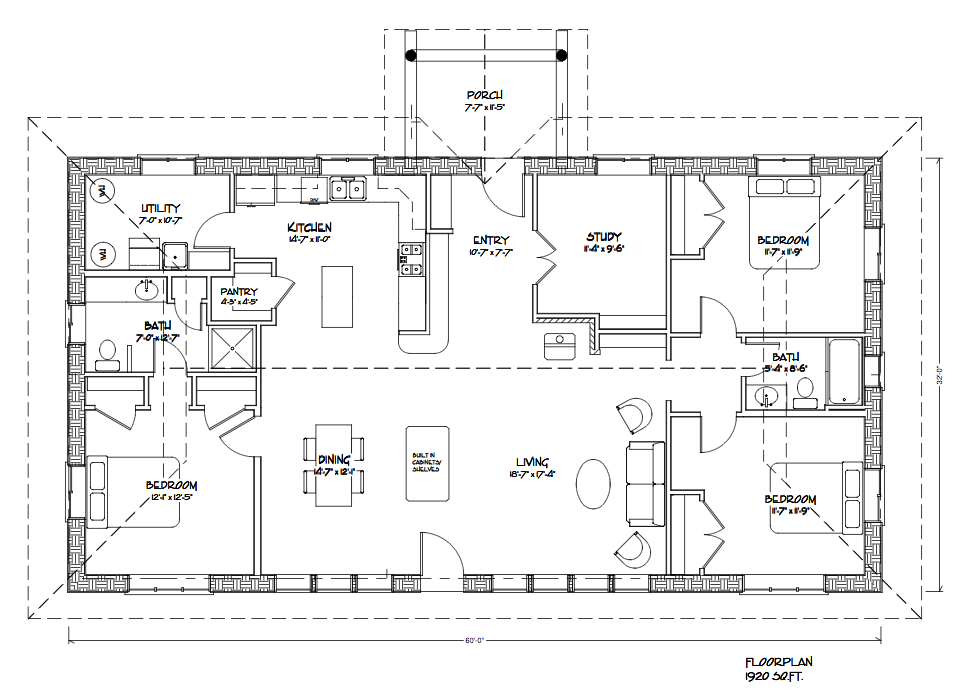 PORCH
7'-7" x 11'-5"
UTILITY
7'-0" x 10'-7"
KITCHEN
14'-7" x 11'-0"
ENTRY
10'-7" x 7'-7"
STUDY
11'-4" x 9'-6"
BEDROOM
11'-7" x 11'-9"
PANTRY
4'-3" x 4'-5"
BATH
7'-0" x 12'-7"
BATH
5'-4" x 8'-6"
32'-0"
DINING
14'-7" x 12'-1"
BUILT IN
CABINETS/
SHELVES
LIVING
18'-7" x 17'-4"
BEDROOM
12'-1" x 12'-5"
BEDROOM
11'-7" x 11'-9"
60'-0"
FLOORPLAN
1920 SQ.FT.